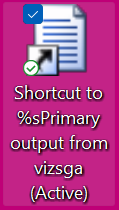 Shortcut to
%sPrimary
output from
vizsga
(Active)